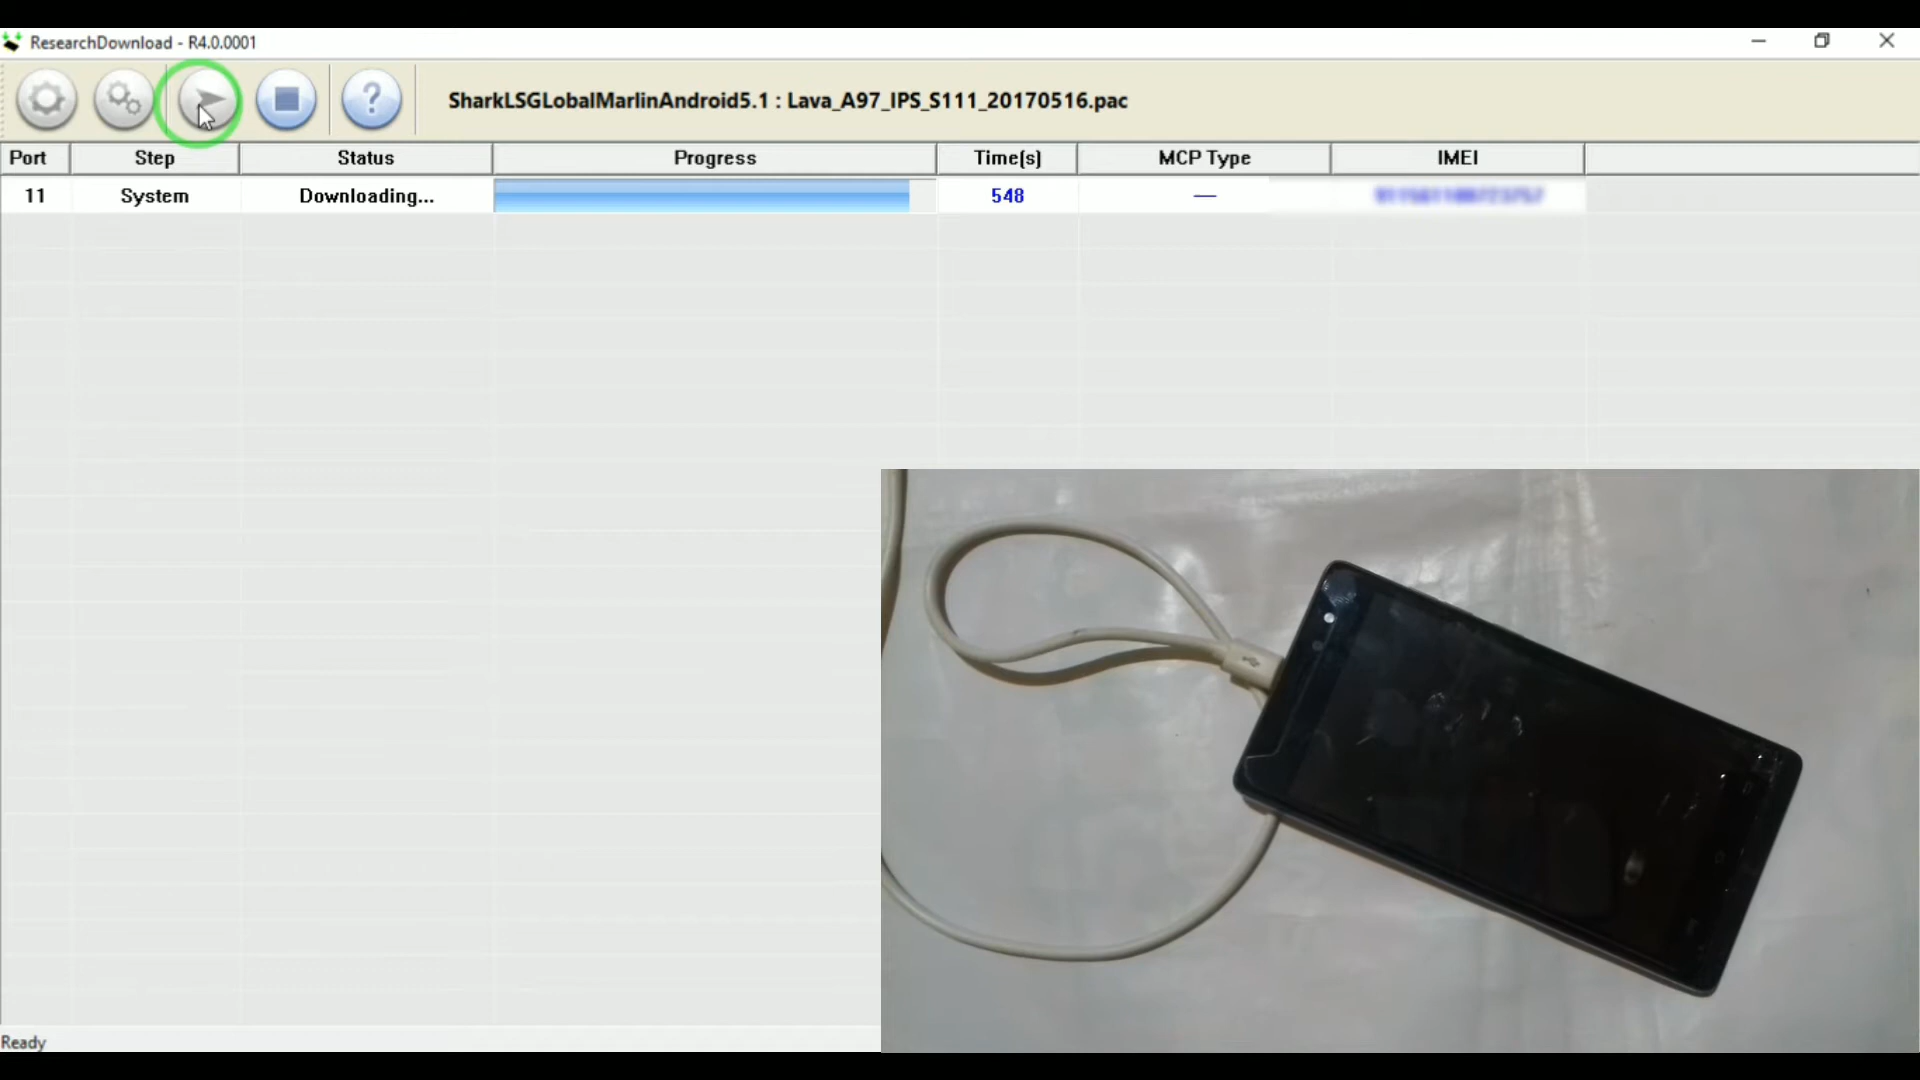 ResearchDownload - R4.0.0001
SharkLSGLobalMarlinAndroid5.1 : Lava_A97_IPS_S111_20170516.pac
Port Step Status Progress Time(s) MCP Type IMEI
11 System Downloading... 548 —
Ready